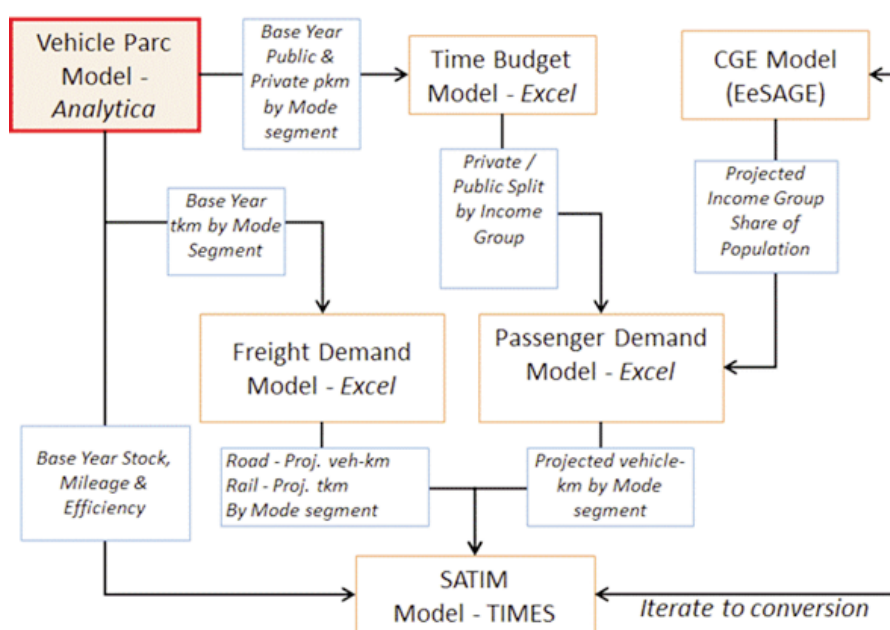 Vehicle Parc
Model -
Analytica
Base Year
Public &
Private pkm
by Mode
segment
Time Budget
Model - Excel
CGE Model
(EeSAGE)
Base Year
tkm by Mode
Segment
Private /
Public Split
by Income
Group
Projected
Income Group
Share of
Population
Freight Demand
Model - Excel
Passenger Demand
Model - Excel
Base Year Stock,
Mileage &
Efficiency
Road - Proj. veh-km
Rail - Proj. tkm
By Mode segment
Projected vehicle-
km by Mode
segment
SATIM
Model - TIMES
Iterate to conversion